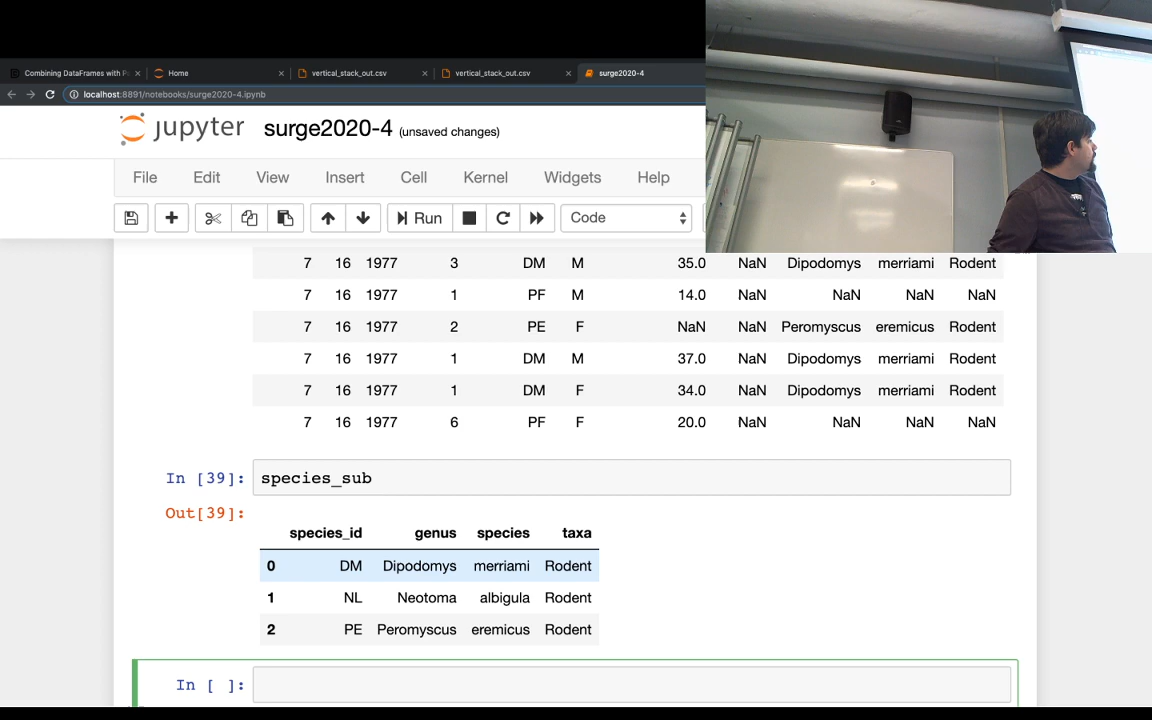 Combining DataFrames with P
Home
vertical_stack_out.csv
vertical_stack_out.csv
surge2020-4
localhost:8891/notebooks/surge2020-4.ipynb
jupyter surge2020-4 (unsaved changes)
File Edit View Insert Cell Kernel Widgets Help
Run Code
7 16 1977 3 DM M 35.0 NaN Dipodomys merriami Rodent
7 16 1977 1 PF M 14.0 NaN NaN NaN NaN
7 16 1977 2 PE F NaN NaN Peromyscus eremicus Rodent
7 16 1977 1 DM M 37.0 NaN Dipodomys merriami Rodent
7 16 1977 1 DM F 34.0 NaN Dipodomys merriami Rodent
7 16 1977 6 PF F 20.0 NaN NaN NaN NaN
In [39]: species_sub
Out[39]:
species_id genus species taxa
0 DM Dipodomys merriami Rodent
1 NL Neotoma albigula Rodent
2 PE Peromyscus eremicus Rodent
In [ ]: